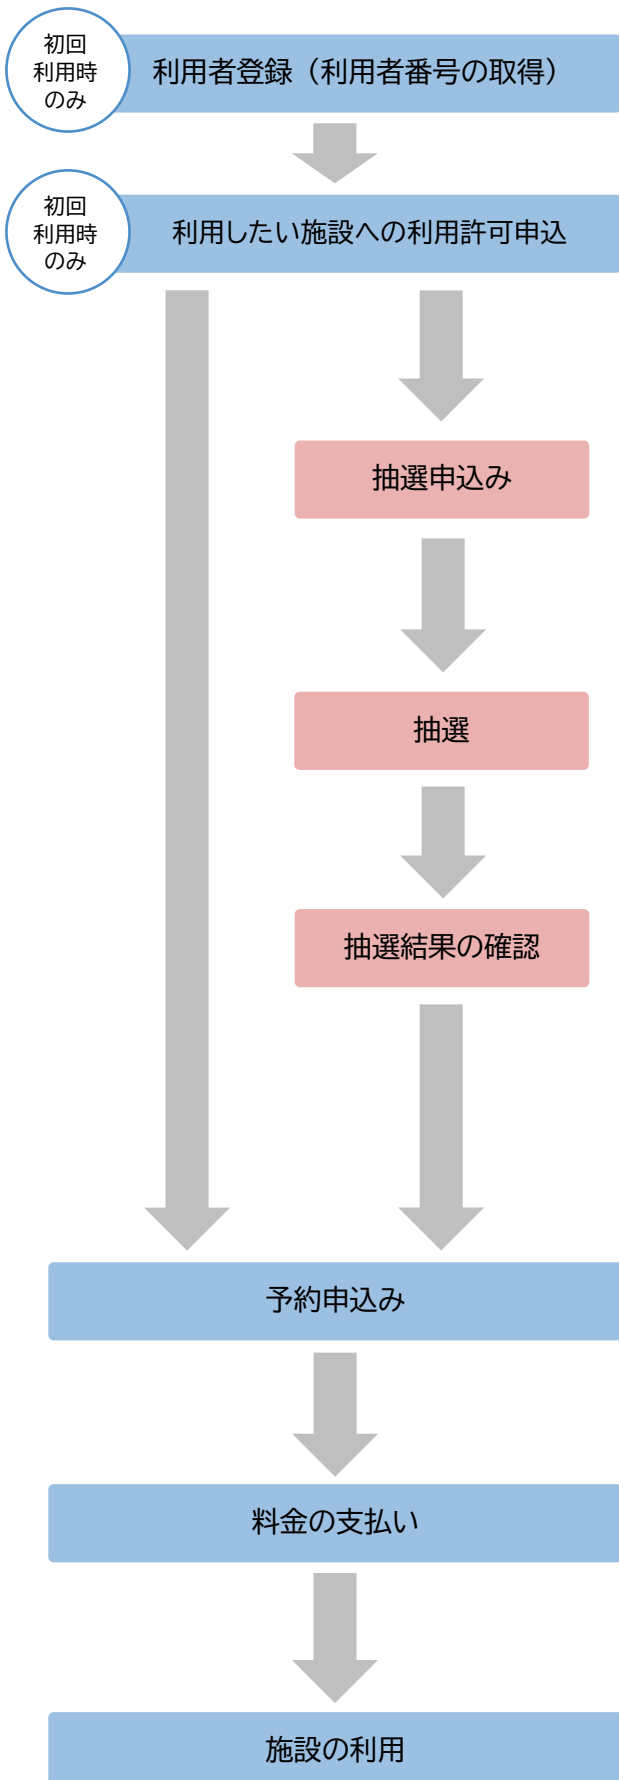 初回
利用時
のみ
利用者登録（利用者番号の取得）
初回
利用時
のみ
利用したい施設への利用許可申込
抽選申込み
抽選
抽選結果の確認
予約申込み
料金の支払い
施設の利用